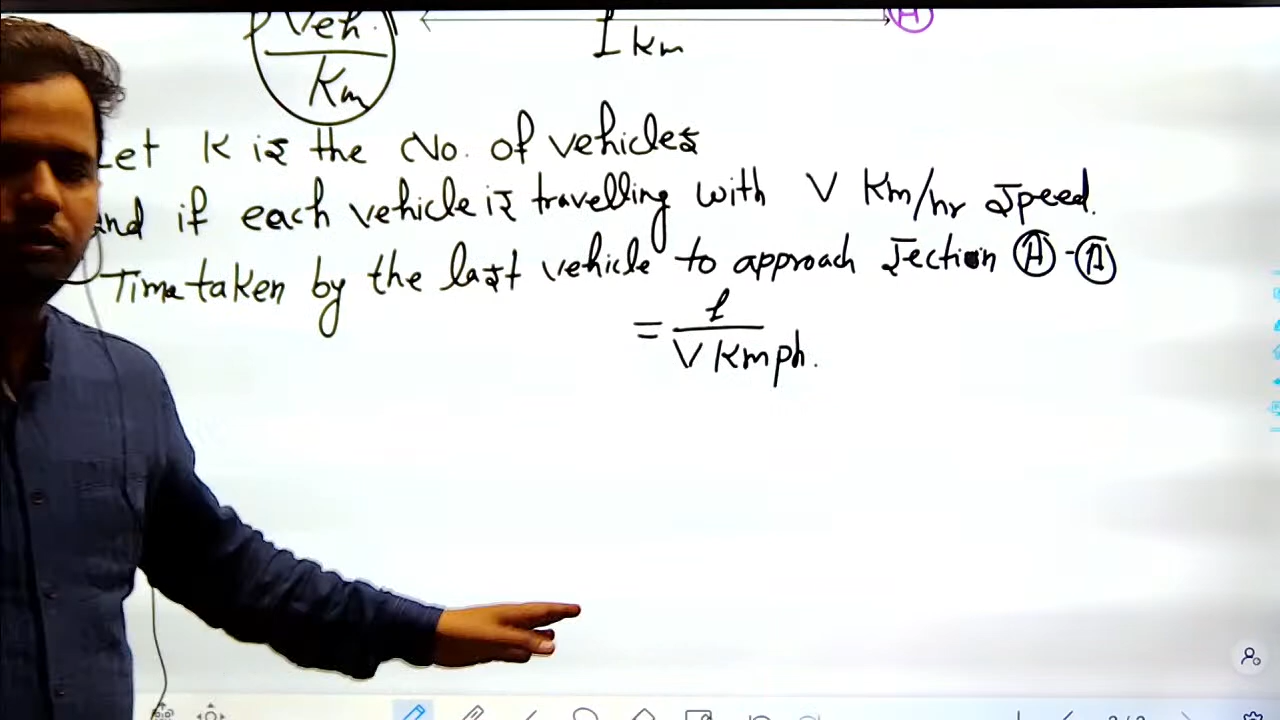 Veh.
Km
1 Km
A
Let K is the No. of vehicles
and if each vehicle is travelling with V Km/hr Speed.
Time taken by the last vehicle to approach Section A - A
= 1
V Kmph.